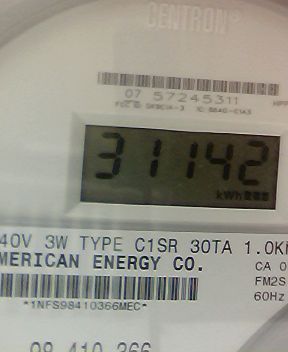 CENTRON®
07 57245311
31142
kWh
40V 3W TYPE C1SR 30TA 1.0K
MERICAN ENERGY CO.
CA 0
FM2S
*1NFS98410366MEC*
60Hz
98 410 366